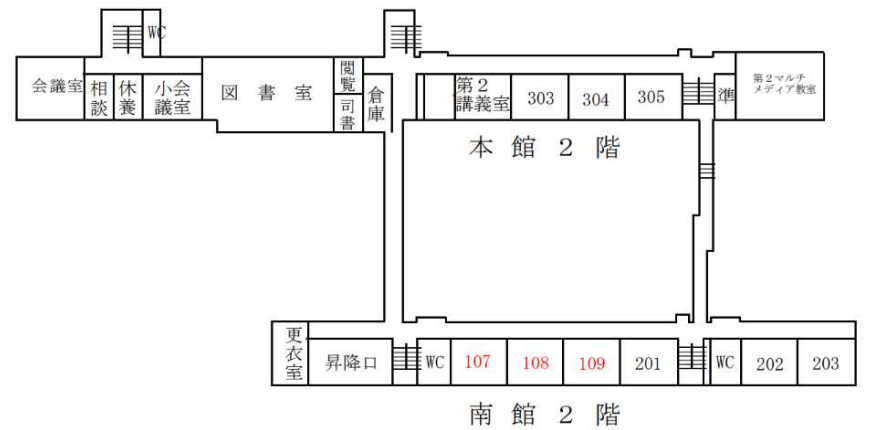 WC
会議室
相談
休養
小会議室
図書室
閲覧
司書
倉庫
第2講義室
303
304
305
準
第2マルチメディア教室
本館2階
更衣室
昇降口
WC
107
108
109
201
WC
202
203
南館2階